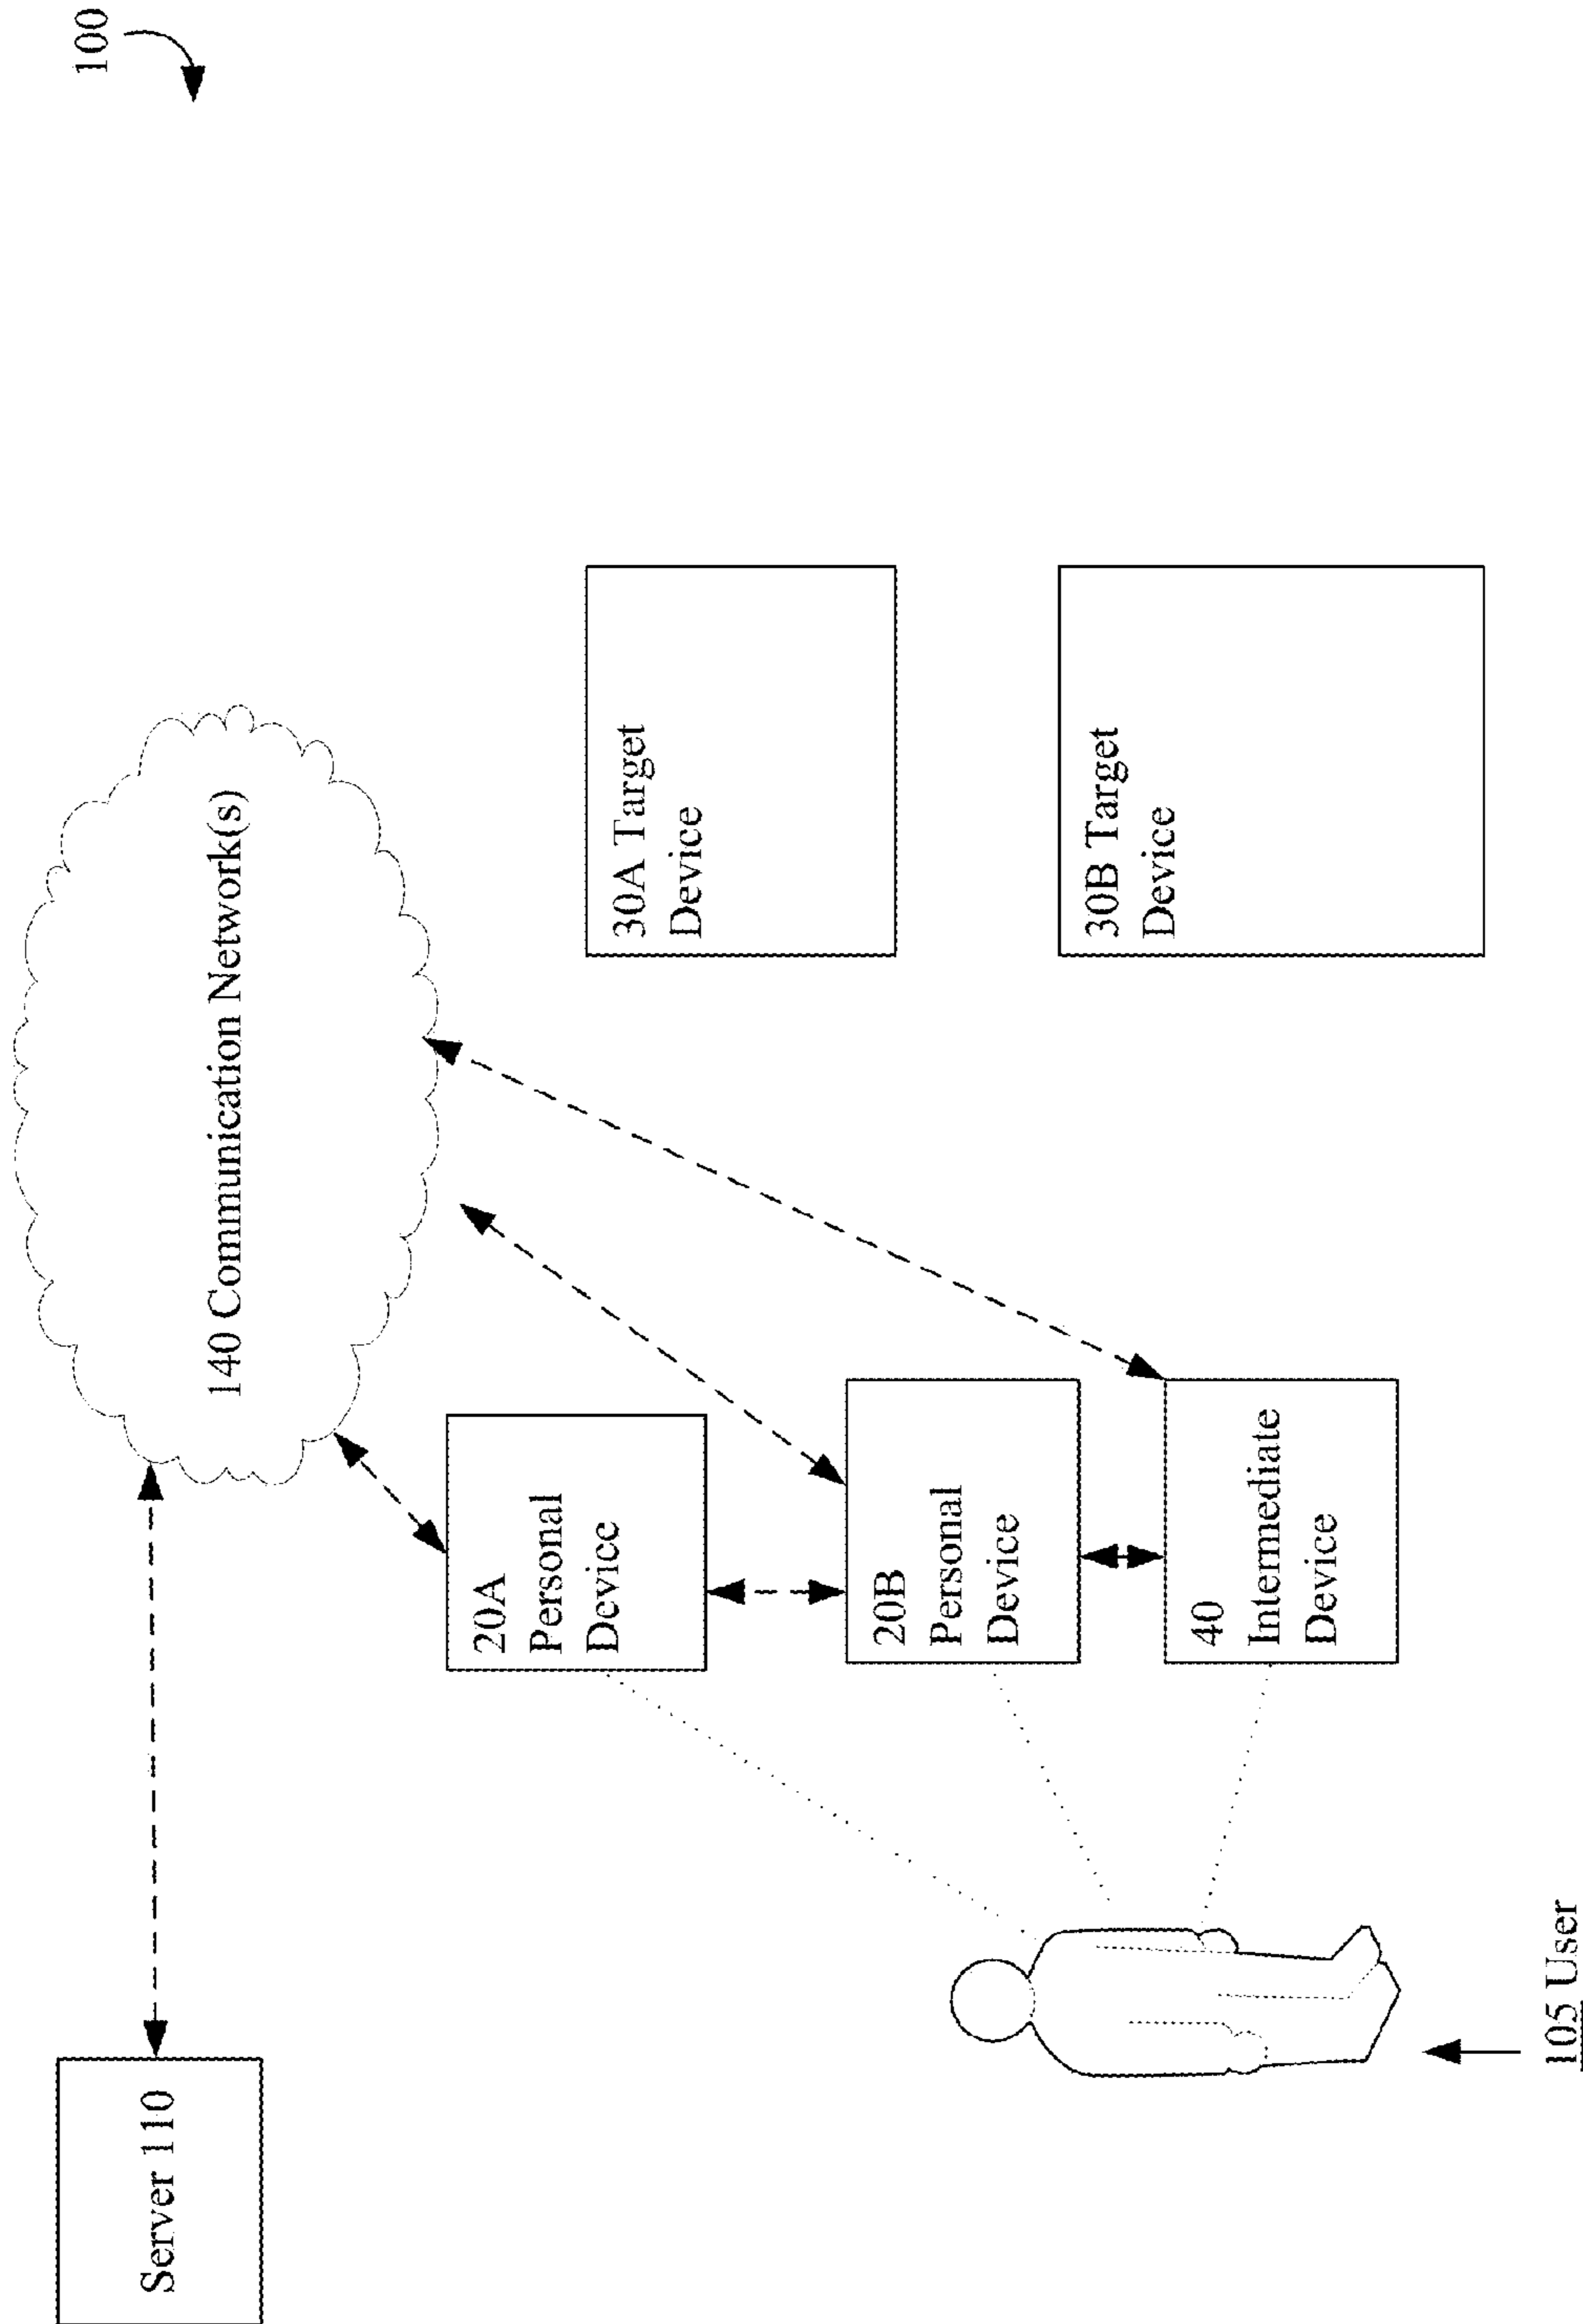 100
Server 110
140 Communication Network(s)
20A
Personal
Device
30A Target
Device
20B
Personal
Device
30B Target
Device
40
Intermediate
Device
105 User